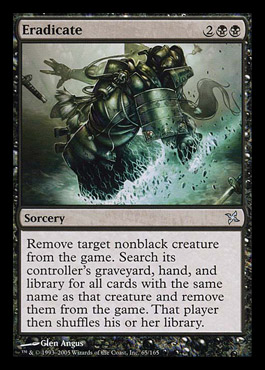 Eradicate 2
Sorcery
Remove target nonblack creature
from the game. Search its
controller's graveyard, hand, and
library for all cards with the same
name as that creature and remove
them from the game. That player
then shuffles his or her library.
Glen Angus
™ & © 1993–2005 Wizards of the Coast, Inc. 65/165